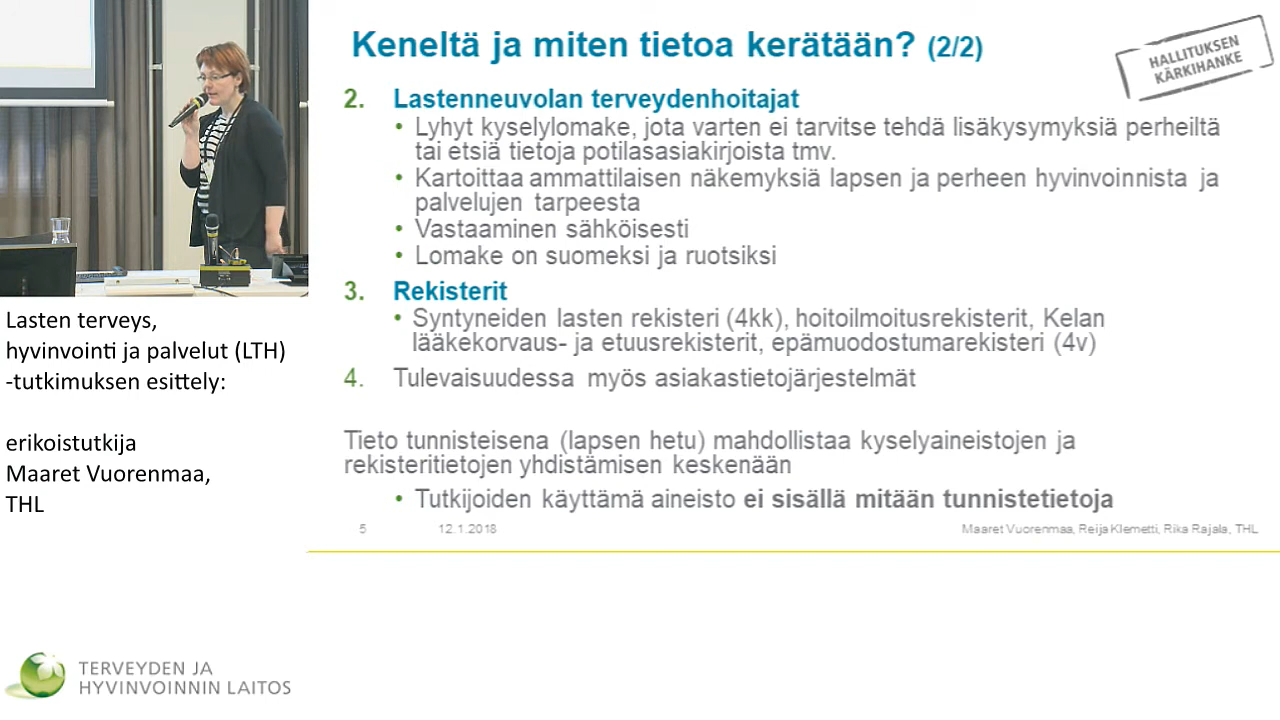 Keneltä ja miten tietoa kerätään? (2/2)
HALLITUKSEN
KÄRKIHANKE
2. Lastenneuvolan terveydenhoitajat
• Lyhyt kyselylomake, jota varten ei tarvitse tehdä lisäkysymyksiä perheiltä
tai etsiä tietoja potilasasiakirjoista tmv.
• Kartoittaa ammattilaisen näkemyksiä lapsen ja perheen hyvinvoinnista ja
palvelujen tarpeesta
• Vastaaminen sähköisesti
• Lomake on suomeksi ja ruotsiksi
3. Rekisterit
• Syntyneiden lasten rekisteri (4kk), hoitoilmoitusrekisterit, Kelan
lääkekorvaus- ja etuusrekisterit, epämuodostumarekisteri (4v)
4. Tulevaisuudessa myös asiakastietojärjestelmät
Tieto tunnisteisena (lapsen hetu) mahdollistaa kyselyaineistojen ja
rekisteritietojen yhdistämisen keskenään
• Tutkijoiden käyttämä aineisto ei sisällä mitään tunnistetietoja
5 12.1.2018 Maaret Vuorenmaa, Reija Klemetti, Rika Rajala, THL
Lasten terveys,
hyvinvointi ja palvelut (LTH)
-tutkimuksen esittely:
erikoistutkija
Maaret Vuorenmaa,
THL
TERVEYDEN JA
HYVINVOINNIN LAITOS